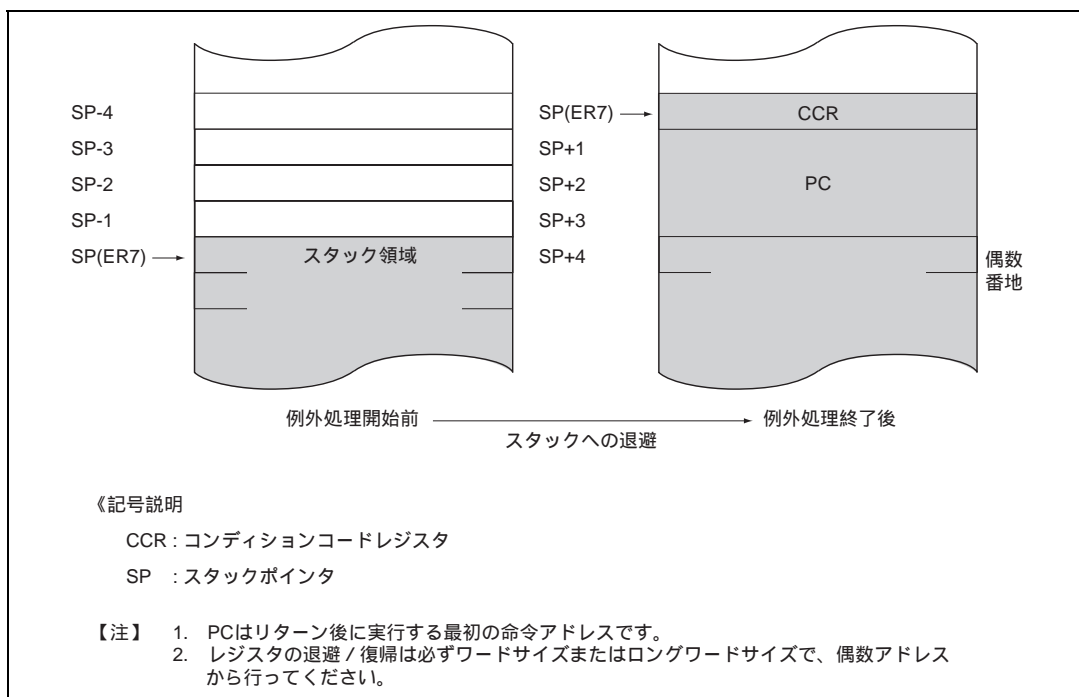 SP-4
SP-3
SP-2
SP-1
SP(ER7)
スタック領域
SP(ER7)
SP+1
SP+2
SP+3
SP+4
CCR
PC
偶数
番地
例外処理開始前
スタックへの退避
例外処理終了後
《記号説明
CCR : コンディションコードレジスタ
SP : スタックポインタ
【注】 1. PCはリターン後に実行する最初の命令アドレスです。
2. レジスタの退避 / 復帰は必ずワードサイズまたはロングワードサイズで、偶数アドレス
から行ってください。